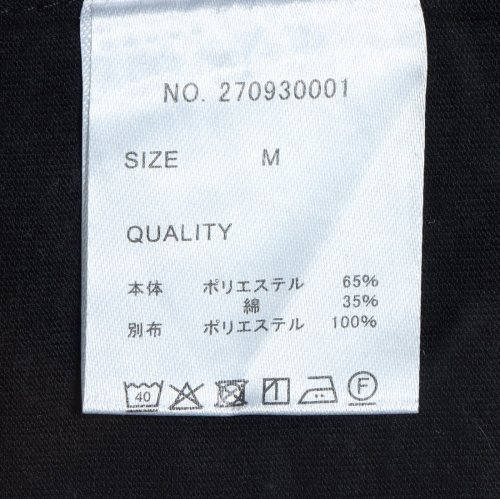 NO. 270930001
SIZE M
QUALITY
本体 ポリエステル 65%
綿 35%
別布 ポリエステル 100%
40 F